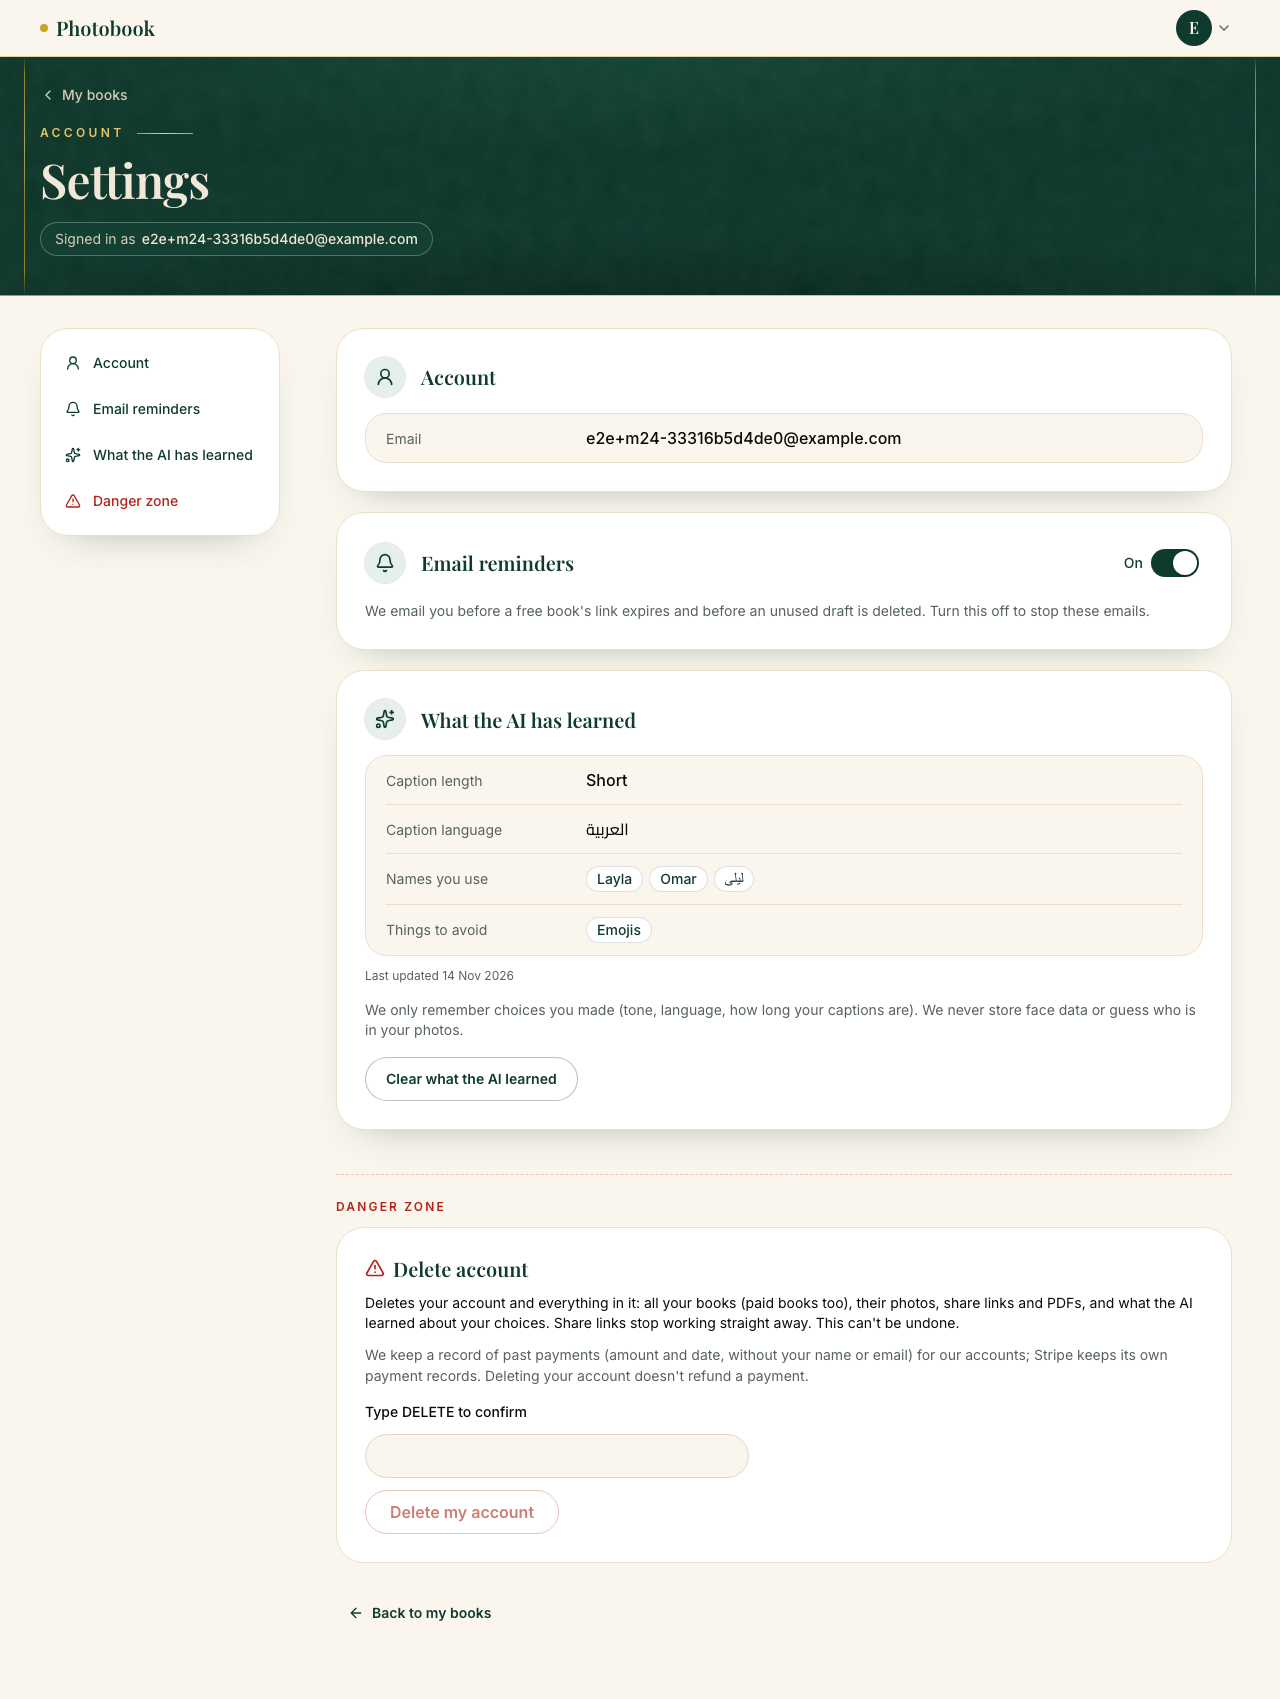 Photobook
E
My books
ACCOUNT
Settings
Signed in as e2e+m24-33316b5d4de0@example.com
Account
Email reminders
What the AI has learned
Danger zone
Account
Email e2e+m24-33316b5d4de0@example.com
Email reminders
On
We email you before a free book's link expires and before an unused draft is deleted. Turn this off to stop these emails.
What the AI has learned
Caption length Short
Caption language العربية
Names you use Layla Omar ليلى
Things to avoid Emojis
Last updated 14 Nov 2026
We only remember choices you made (tone, language, how long your captions are). We never store face data or guess who is
in your photos.
Clear what the AI learned
DANGER ZONE
Delete account
Deletes your account and everything in it: all your books (paid books too), their photos, share links and PDFs, and what the AI
learned about your choices. Share links stop working straight away. This can't be undone.
We keep a record of past payments (amount and date, without your name or email) for our accounts; Stripe keeps its own
payment records. Deleting your account doesn't refund a payment.
Type DELETE to confirm
Delete my account
Back to my books